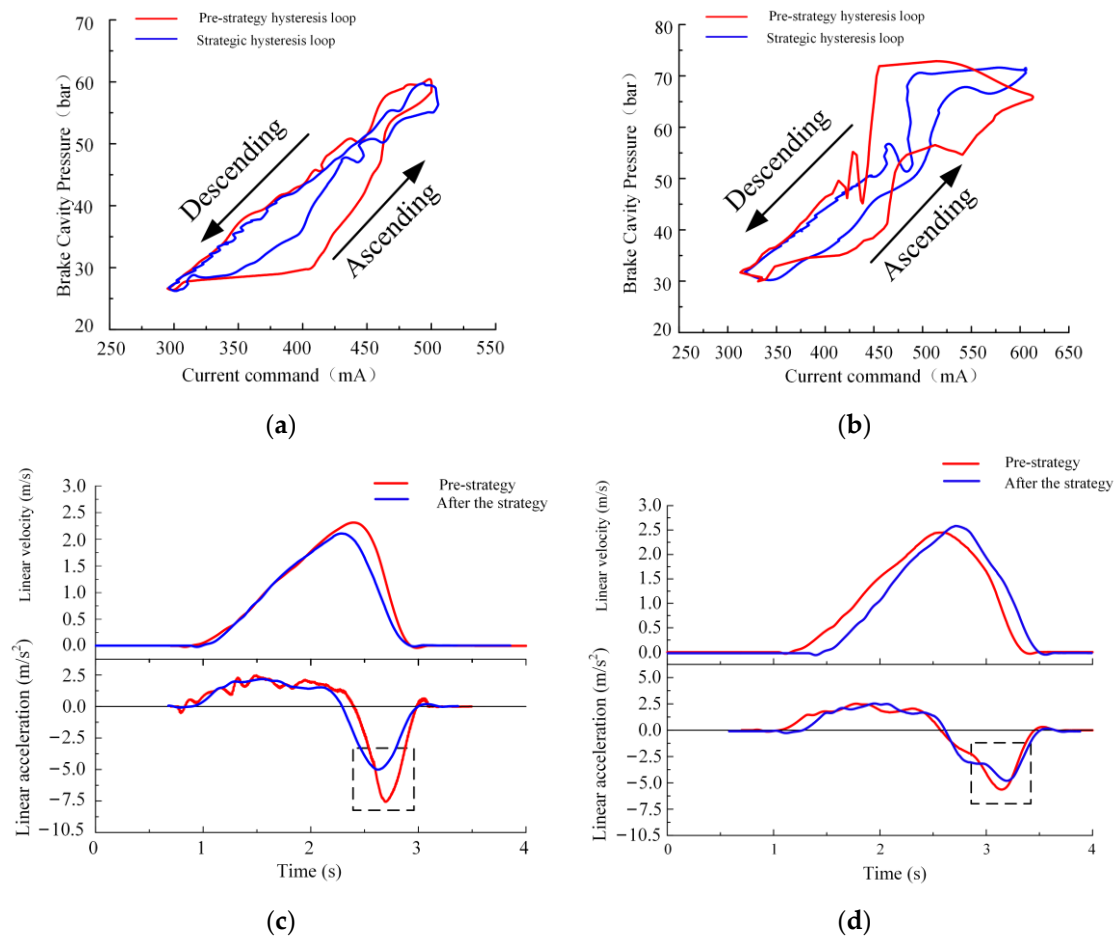 Pre-strategy hysteresis loop
Strategic hysteresis loop
Brake Cavity Pressure（bar）
70
60
50
40
30
20
Descending
Ascending
250 300 350 400 450 500 550
Current command（mA）
(a)
Pre-strategy hysteresis loop
Strategic hysteresis loop
Brake Cavity Pressure（bar）
80
70
60
50
40
30
20
Descending
Ascending
250 300 350 400 450 500 550 600 650
Current command（mA）
(b)
Pre-strategy
After the strategy
Linear velocity (m/s)
3.0
2.5
2.0
1.5
1.0
0.5
0.0
Linear acceleration (m/s²)
2.5
0.0
−2.5
−5.0
−7.5
−10.5
0 1 2 3 4
Time (s)
(c)
Pre-strategy
After the strategy
Linear velocity (m/s)
3.0
2.5
2.0
1.5
1.0
0.5
0.0
Linear acceleration (m/s²)
5.0
2.5
0.0
−2.5
−5.0
−7.5
−10.5
0 1 2 3 4
Time (s)
(d)